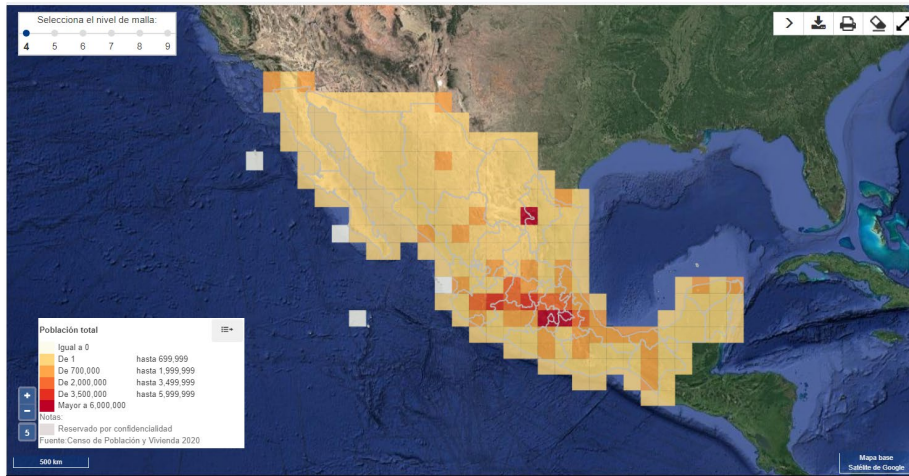 Selecciona el nivel de malla:
4 5 6 7 8 9
Población total
Igual a 0
De 1 hasta 699,999
De 700,000 hasta 1,999,999
De 2,000,000 hasta 3,499,999
De 3,500,000 hasta 5,999,999
Mayor a 6,000,000
Notas:
Reservado por confidencialidad
Fuente:Censo de Población y Vivienda 2020
+
−
5
500 km
Mapa base
Satélite de Google